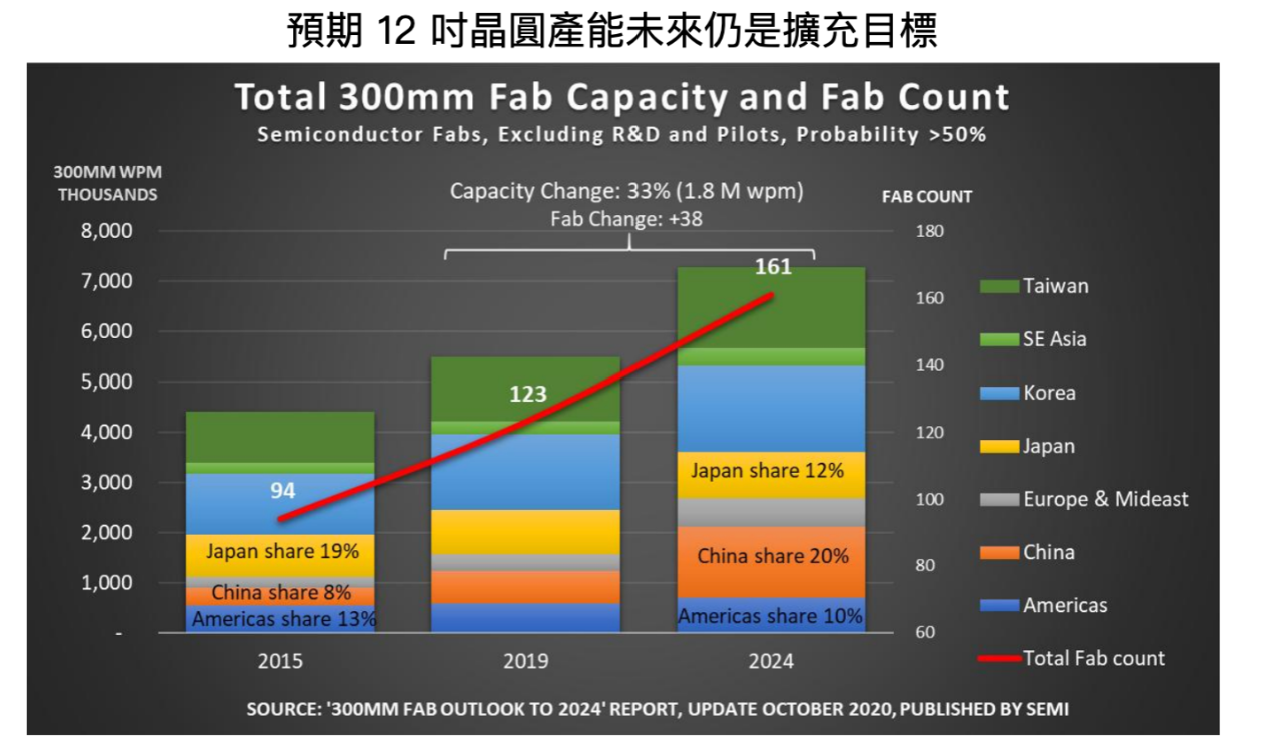 預期 12 吋晶圓產能未來仍是擴充目標
Total 300mm Fab Capacity and Fab Count
Semiconductor Fabs, Excluding R&D and Pilots, Probability >50%
300MM WPM
THOUSANDS
Capacity Change: 33% (1.8 M wpm)
Fab Change: +38
FAB COUNT
8,000
7,000
6,000
5,000
4,000
3,000
2,000
1,000
-
94
Japan share 19%
China share 8%
Americas share 13%
123
161
Japan share 12%
China share 20%
Americas share 10%
180
160
140
120
100
80
60
Taiwan
SE Asia
Korea
Japan
Europe & Mideast
China
Americas
Total Fab count
2015
2019
2024
SOURCE: '300MM FAB OUTLOOK TO 2024' REPORT, UPDATE OCTOBER 2020, PUBLISHED BY SEMI